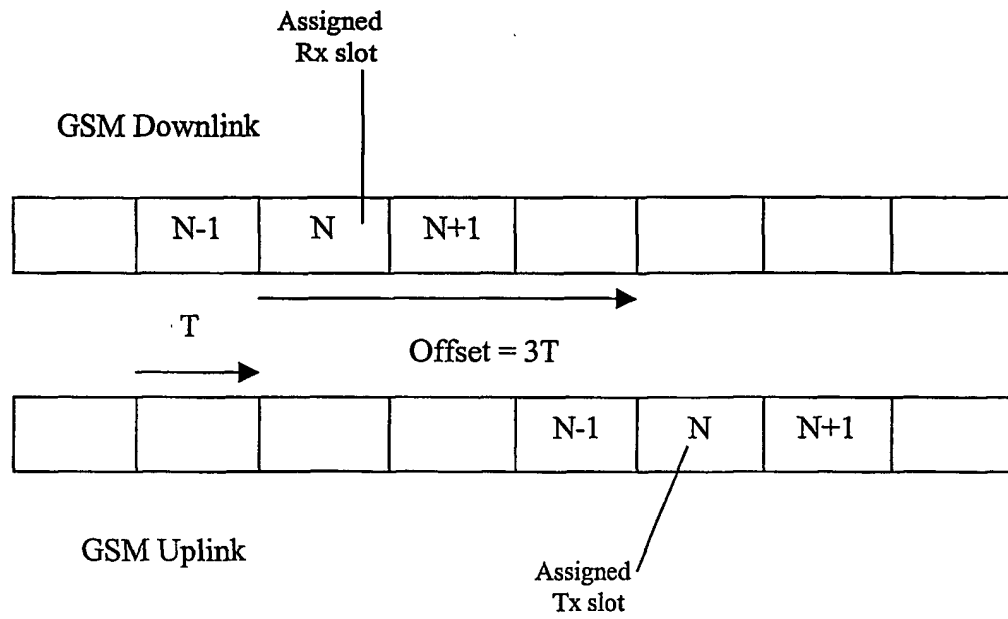 Assigned
Rx slot
GSM Downlink
N-1 N N+1
T
Offset = 3T
N-1 N N+1
GSM Uplink
Assigned
Tx slot